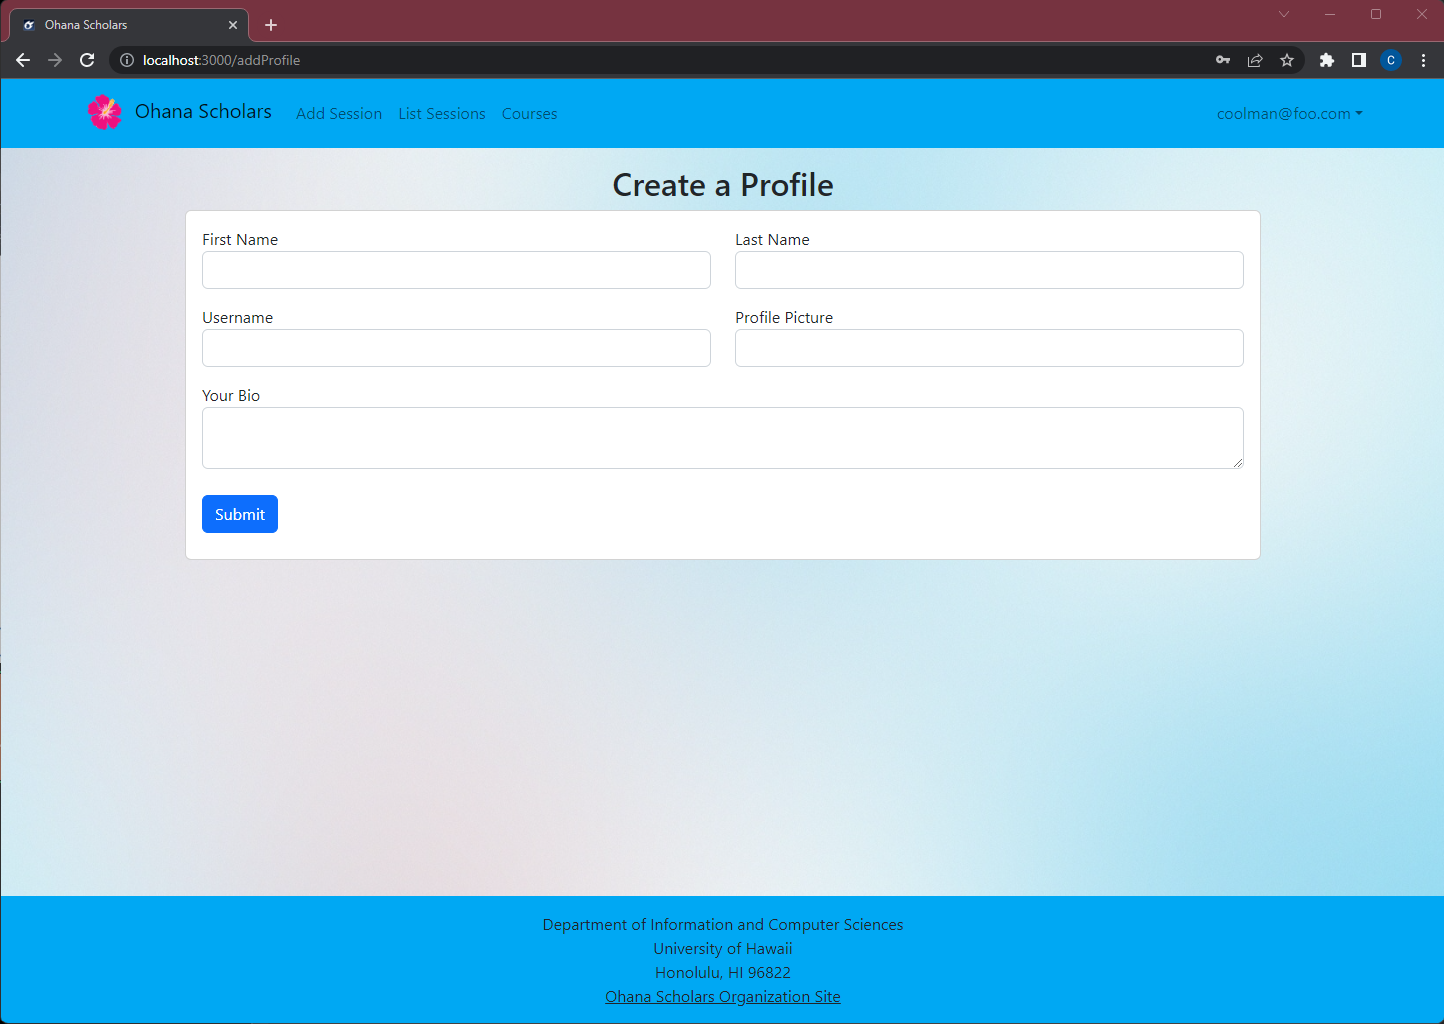 Ohana Scholars
localhost:3000/addProfile
C
Ohana Scholars Add Session List Sessions Courses coolman@foo.com
Create a Profile
First Name Last Name
Username Profile Picture
Your Bio
Submit
Department of Information and Computer Sciences
University of Hawaii
Honolulu, HI 96822
Ohana Scholars Organization Site